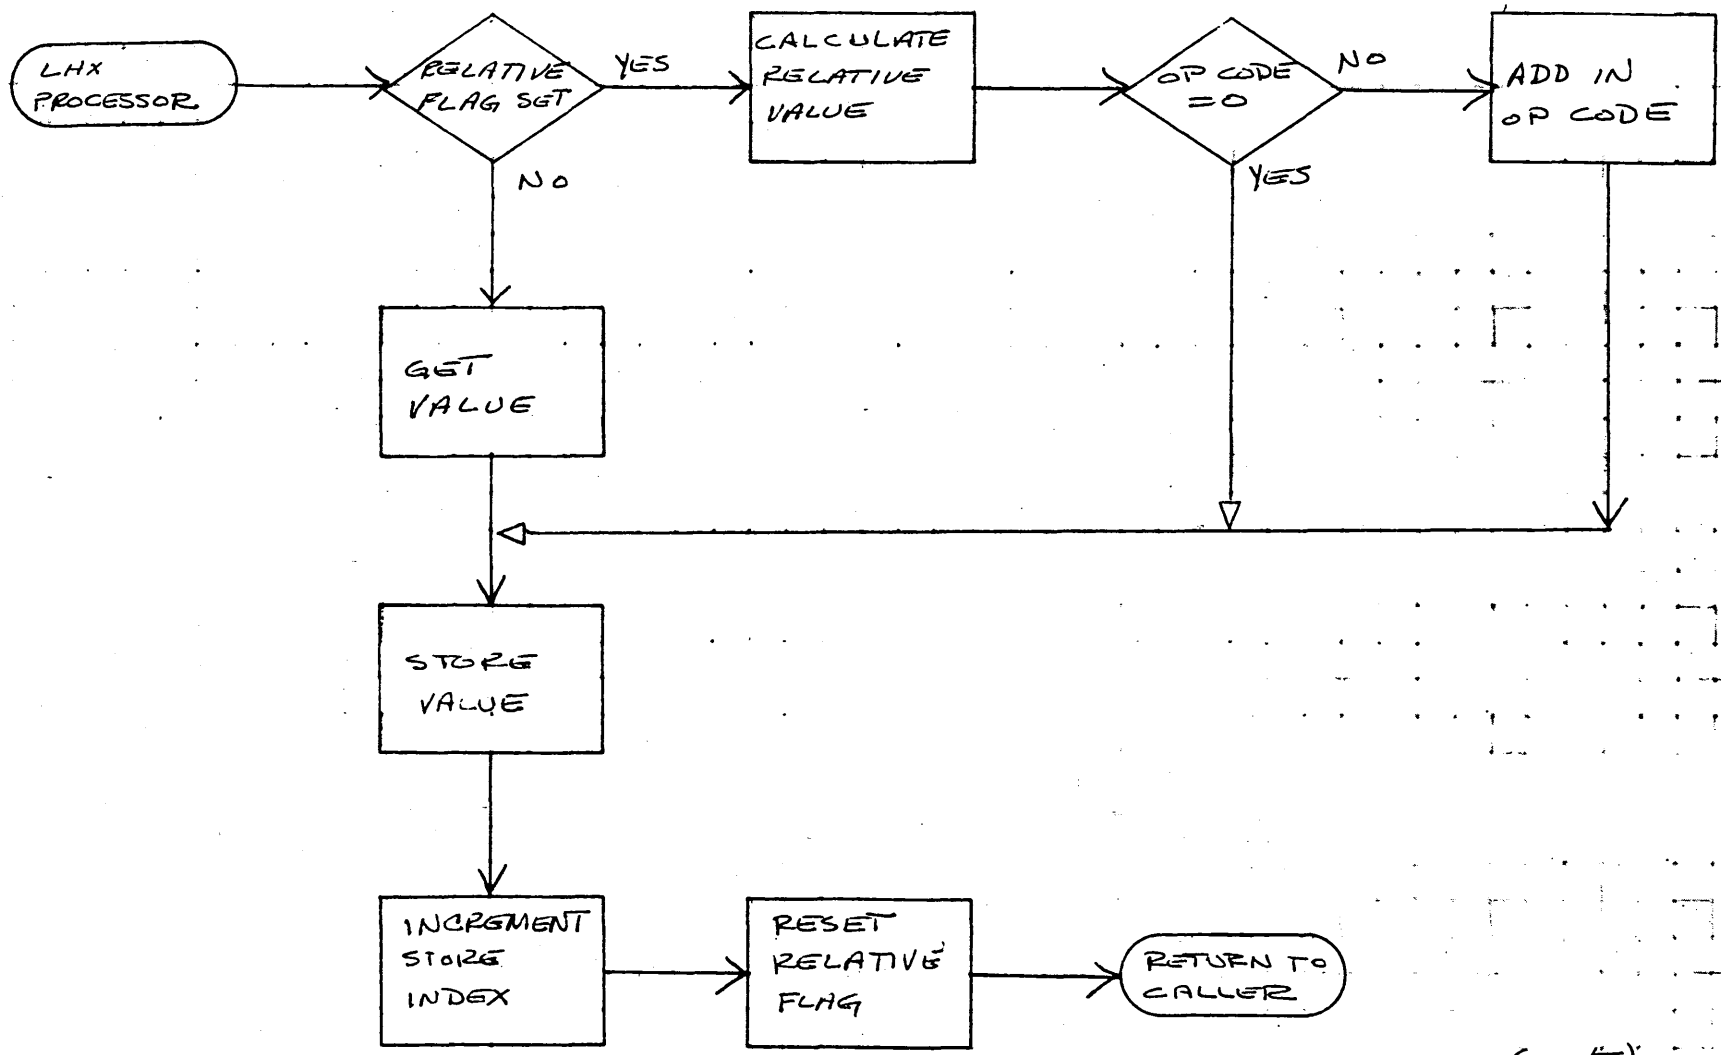 LHX
PROCESSOR
RELATIVE
FLAG SET
YES
CALCULATE
RELATIVE
VALUE
OP CODE
=0
NO
ADD IN
OP CODE
NO
YES
GET
VALUE
STORE
VALUE
INCREMENT
STORE
INDEX
RESET
RELATIVE
FLAG
RETURN TO
CALLER